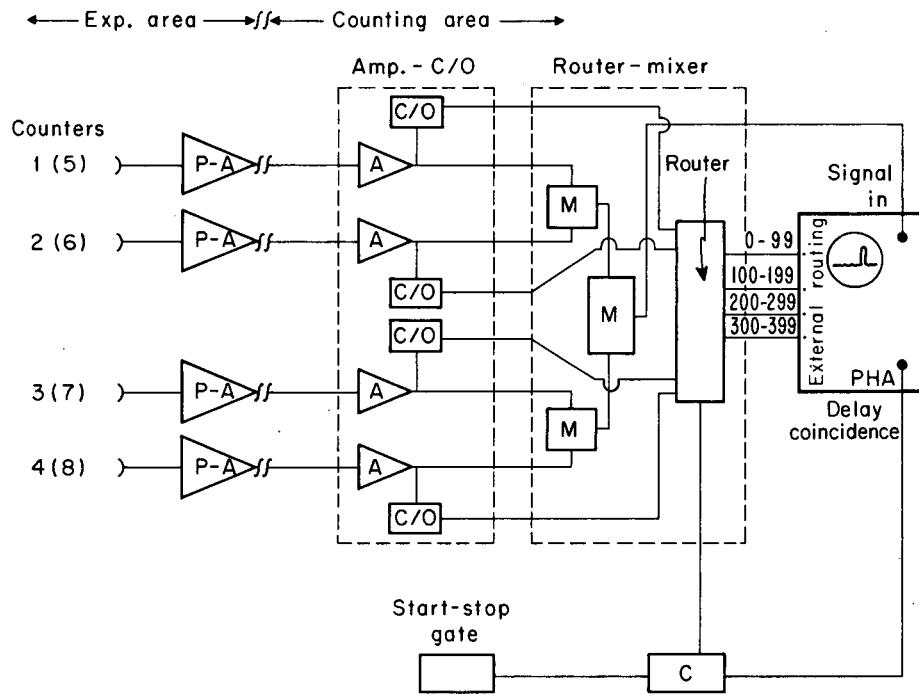 Exp. area
Counting area
Amp. - C/O
Router - mixer
Counters
1 (5)
2 (6)
3 (7)
4 (8)
P-A
P-A
P-A
P-A
C/O
A
A
C/O
C/O
A
A
C/O
M
M
M
Router
0 - 99
100-199
200-299
300-399
External routing
Signal in
PHA
Delay coincidence
Start-stop gate
C